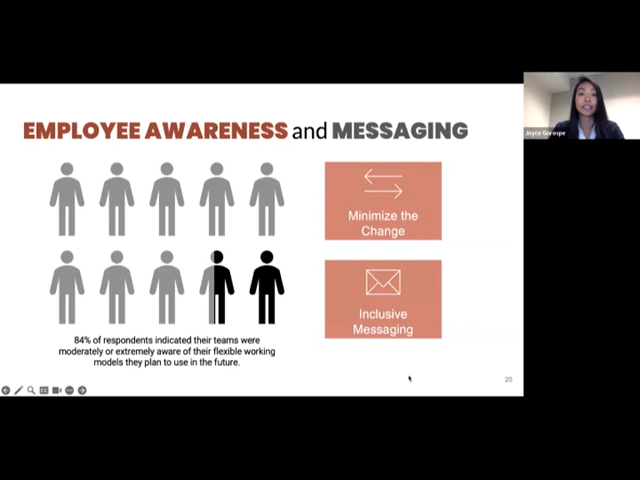 EMPLOYEE AWARENESS and MESSAGING
Minimize the
Change
Inclusive
Messaging
84% of respondents indicated their teams were
moderately or extremely aware of their flexible working
models they plan to use in the future.
20
Joyce Gorospe